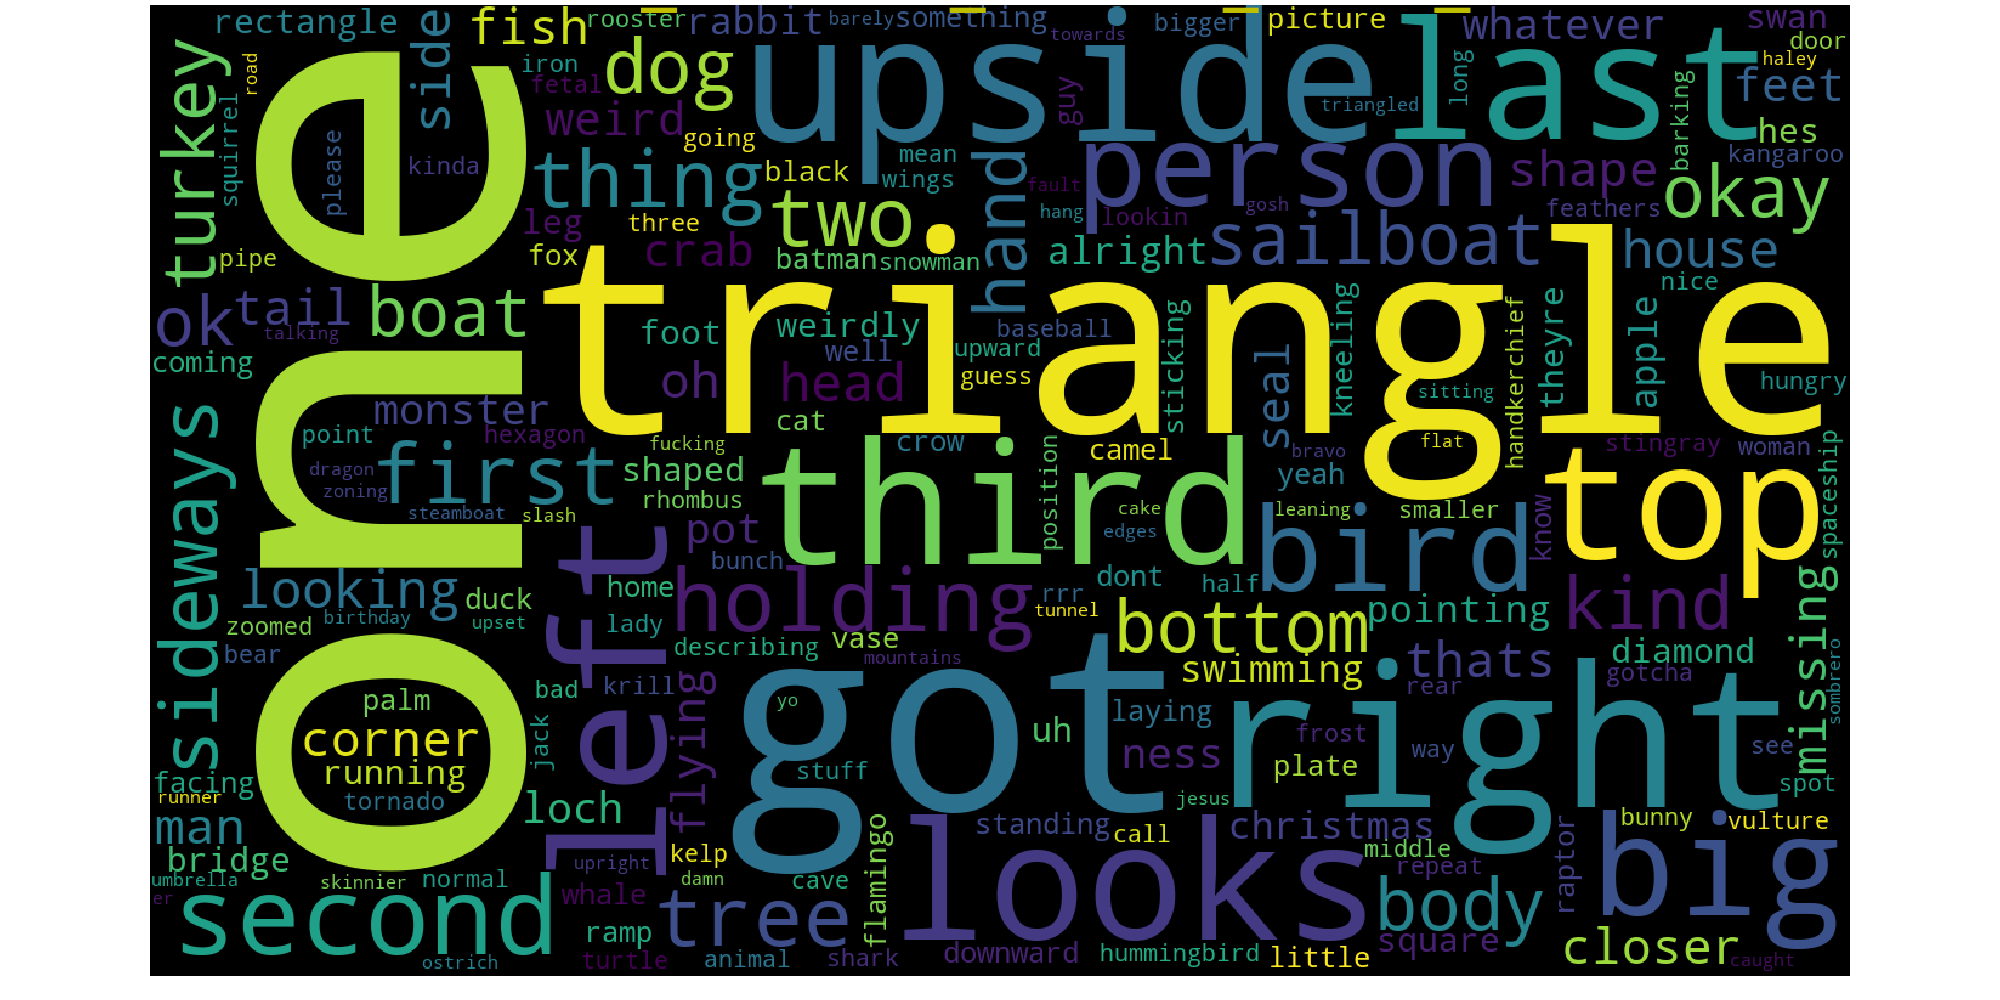 rectangle
side
fish
rooster
rabbit
barely
something
towards
bigger
picture
whatever
swan
door
haley
road
turkey
squirrel
one
iron
fetal
dog
upside
last
guy
triangled
long
barking
feet
hes
please
kinda
weird
going
thing
black
mean
wings
hand
person
fault
shape
kangaroo
okay
leg
three
two
hang
lookin
gosh
feathers
pipe
fox
crab
batman
snowman
alright
sailboat
house
nice
ok
tail
talking
boat
triangle
foot
weirdly
baseball
well
upward
guess
sticking
kneeling
handkerchief
theyre
apple
hungry
coming
monster
oh
head
cat
seal
sitting
sideways
point
hexagon
fucking
crow
camel
flat
stingray
woman
bravo
dragon
zoning
first
shaped
rhombus
third
position
yeah
top
spaceship
steamboat
slash
pot
cake
edges
leaning
smaller
know
bird
left
bunch
looking
duck
home
holding
rrr
dont
half
tunnel
kind
missing
birthday
upset
zoomed
lady
bottom
pointing
bear
describing
vase
mountains
swimming
thats
diamond
gotcha
sombrero
palm
bad
krill
yo
got
laying
rear
right
corner
jack
flying
uh
ness
frost
way
see
running
facing
stuff
plate
spot
runner
tornado
loch
jesus
man
standing
call
christmas
bunny
vulture
bridge
kelp
flamingo
middle
repeat
raptor
big
umbrella
er
skinnier
normal
upright
damn
cave
looks
second
whale
tree
body
ramp
square
closer
caught
ostrich
turtle
animal
shark
downward
hummingbird
little